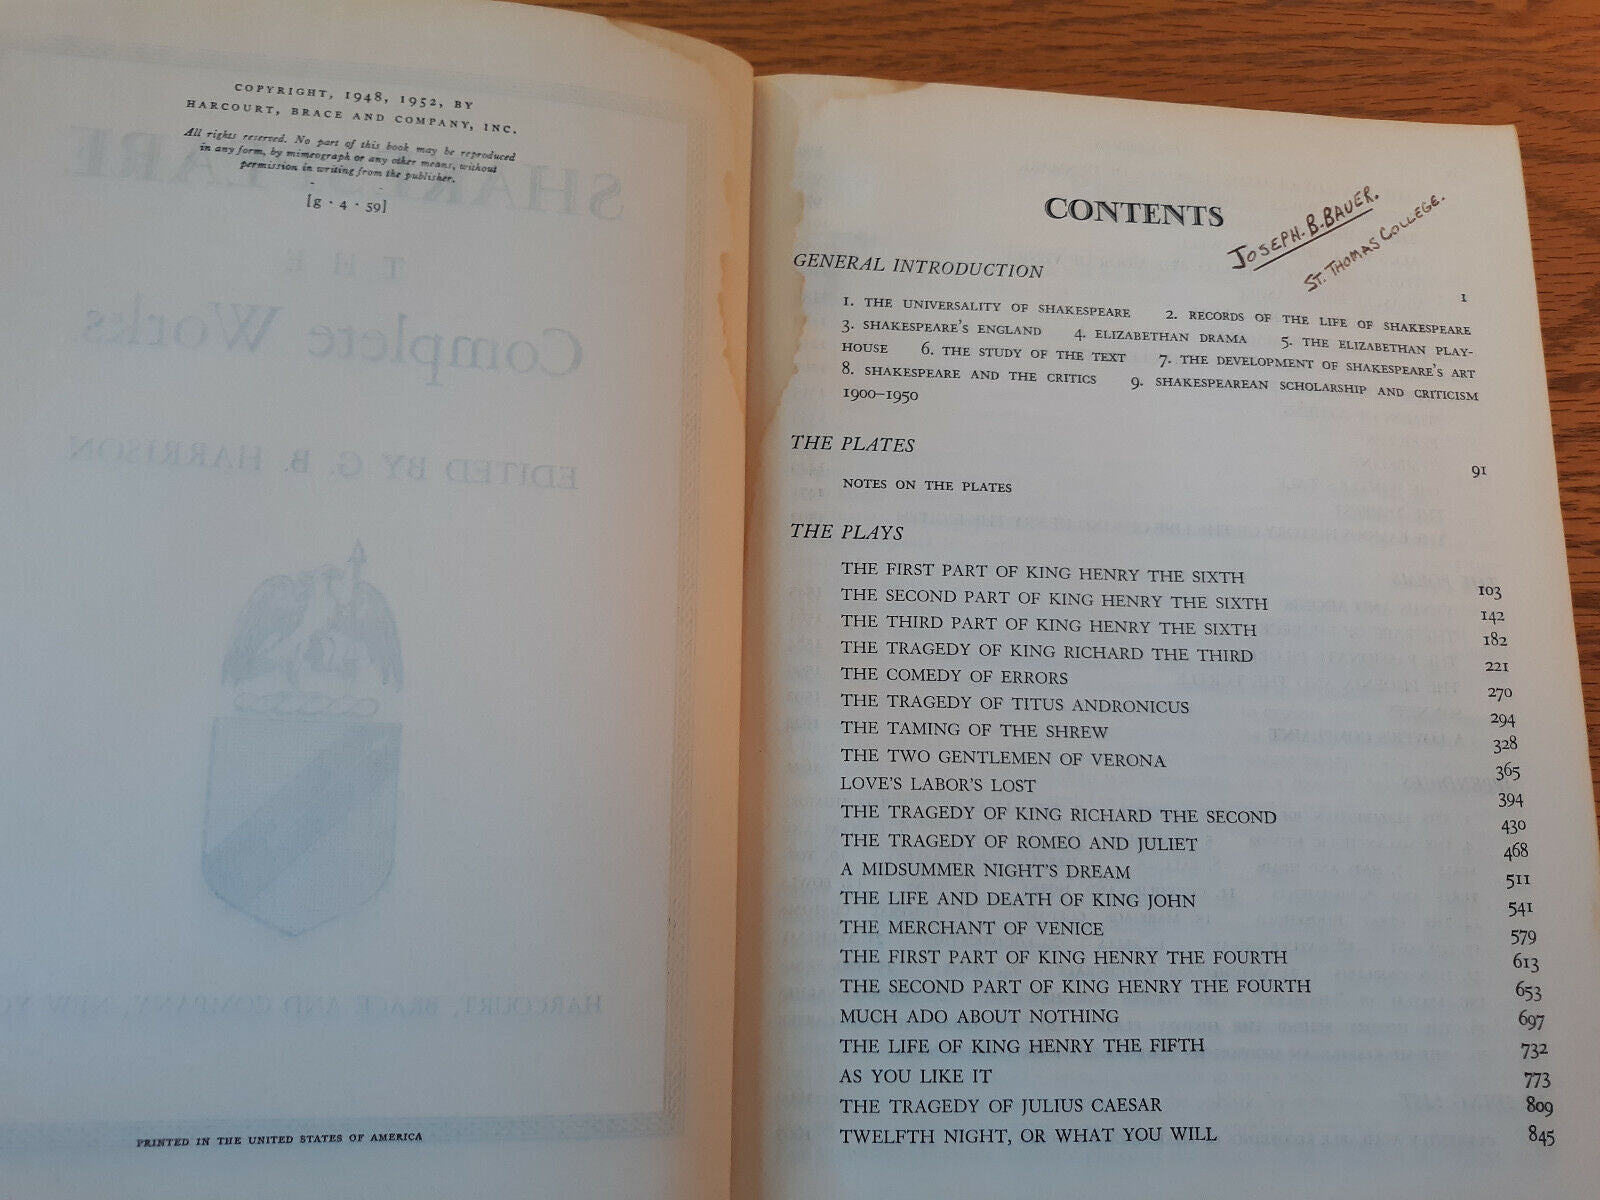 COPYRIGHT, 1948, 1952, BY
HARCOURT, BRACE AND COMPANY, INC.
All rights reserved. No part of this book may be reproduced
in any form, by mimeograph or any other means, without
permission in writing from the publisher.
[g · 4 · 59]
SHAKESPEARE
THE
Complete Works
EDITED BY G. B. HARRISON
HARCOURT, BRACE AND COMPANY, NEW YO
PRINTED IN THE UNITED STATES OF AMERICA
CONTENTS
JOSEPH·B·BAUER.
ST. THOMAS COLLEGE.
GENERAL INTRODUCTION 1
1. THE UNIVERSALITY OF SHAKESPEARE 2. RECORDS OF THE LIFE OF SHAKESPEARE
3. SHAKESPEARE'S ENGLAND 4. ELIZABETHAN DRAMA 5. THE ELIZABETHAN PLAY-
HOUSE 6. THE STUDY OF THE TEXT 7. THE DEVELOPMENT OF SHAKESPEARE'S ART
8. SHAKESPEARE AND THE CRITICS 9. SHAKESPEAREAN SCHOLARSHIP AND CRITICISM
1900–1950
THE PLATES 91
NOTES ON THE PLATES
THE PLAYS
THE FIRST PART OF KING HENRY THE SIXTH 103
THE SECOND PART OF KING HENRY THE SIXTH 142
THE THIRD PART OF KING HENRY THE SIXTH 182
THE TRAGEDY OF KING RICHARD THE THIRD 221
THE COMEDY OF ERRORS 270
THE TRAGEDY OF TITUS ANDRONICUS 294
THE TAMING OF THE SHREW 328
THE TWO GENTLEMEN OF VERONA 365
LOVE'S LABOR'S LOST 394
THE TRAGEDY OF KING RICHARD THE SECOND 430
THE TRAGEDY OF ROMEO AND JULIET 468
A MIDSUMMER NIGHT'S DREAM 511
THE LIFE AND DEATH OF KING JOHN 541
THE MERCHANT OF VENICE 579
THE FIRST PART OF KING HENRY THE FOURTH 613
THE SECOND PART OF KING HENRY THE FOURTH 653
MUCH ADO ABOUT NOTHING 697
THE LIFE OF KING HENRY THE FIFTH 732
AS YOU LIKE IT 773
THE TRAGEDY OF JULIUS CAESAR 809
TWELFTH NIGHT, OR WHAT YOU WILL 845